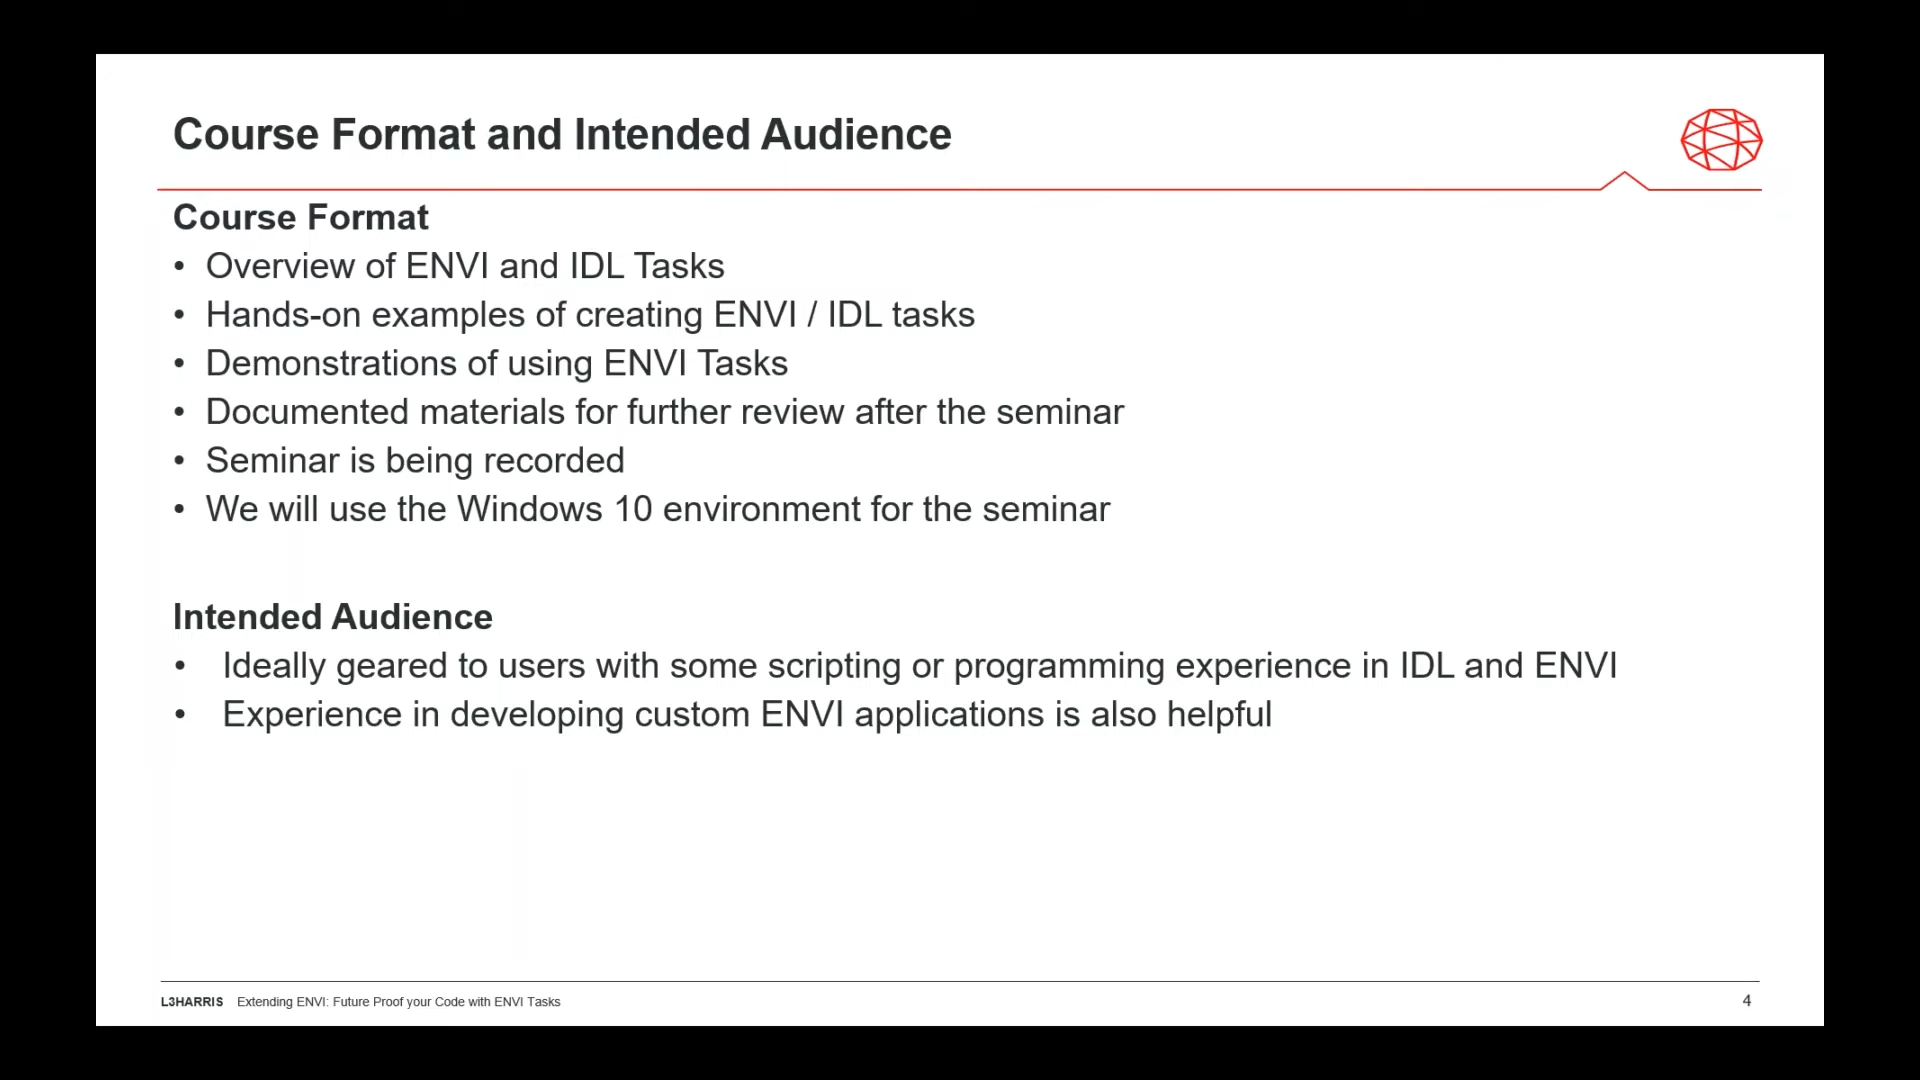 Course Format and Intended Audience
Course Format
• Overview of ENVI and IDL Tasks
• Hands-on examples of creating ENVI / IDL tasks
• Demonstrations of using ENVI Tasks
• Documented materials for further review after the seminar
• Seminar is being recorded
• We will use the Windows 10 environment for the seminar
Intended Audience
• Ideally geared to users with some scripting or programming experience in IDL and ENVI
• Experience in developing custom ENVI applications is also helpful
L3HARRIS Extending ENVI: Future Proof your Code with ENVI Tasks 4